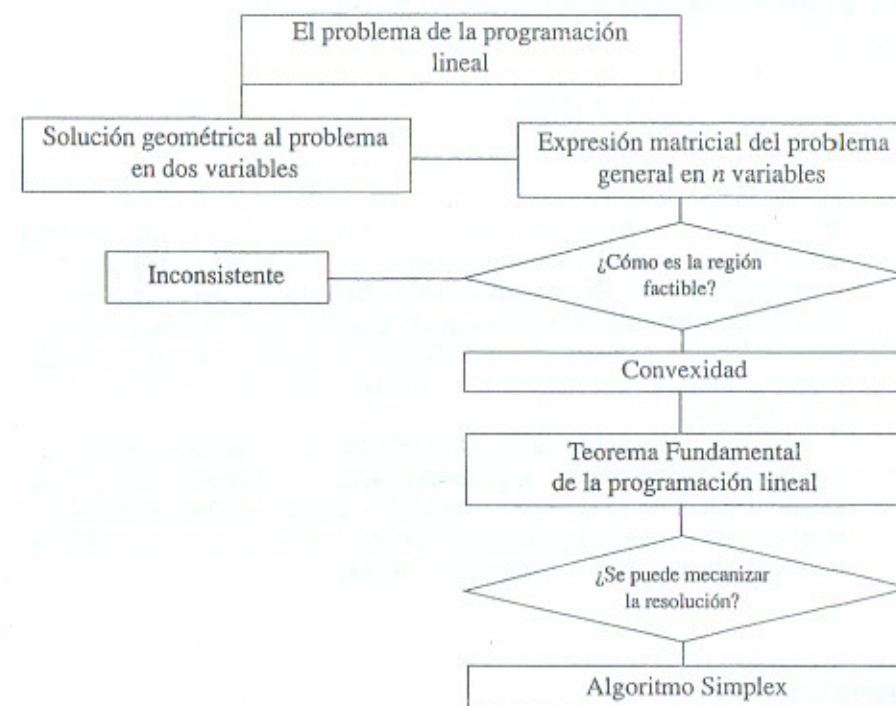 El problema de la programación
lineal
Solución geométrica al problema
en dos variables
Expresión matricial del problema
general en n variables
Inconsistente
¿Cómo es la región
factible?
Convexidad
Teorema Fundamental
de la programación lineal
¿Se puede mecanizar
la resolución?
Algoritmo Simplex